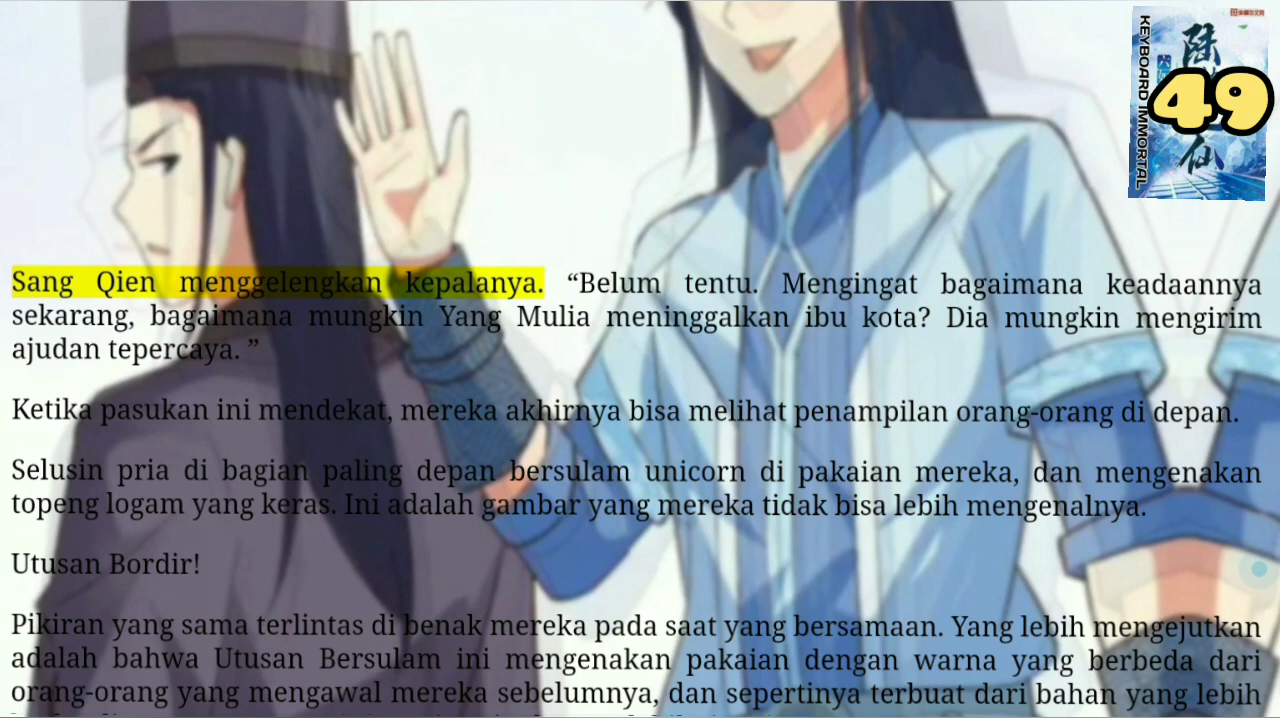 KEYBOARD IMMORTAL
陆
仙
49
Sang Qien menggelengkan kepalanya. “Belum tentu. Mengingat bagaimana keadaannya
sekarang, bagaimana mungkin Yang Mulia meninggalkan ibu kota? Dia mungkin mengirim
ajudan tepercaya. ”
Ketika pasukan ini mendekat, mereka akhirnya bisa melihat penampilan orang-orang di depan.
Selusin pria di bagian paling depan bersulam unicorn di pakaian mereka, dan mengenakan
topeng logam yang keras. Ini adalah gambar yang mereka tidak bisa lebih mengenalnya.
Utusan Bordir!
Pikiran yang sama terlintas di benak mereka pada saat yang bersamaan. Yang lebih mengejutkan
adalah bahwa Utusan Bersulam ini mengenakan pakaian dengan warna yang berbeda dari
orang-orang yang mengawal mereka sebelumnya, dan sepertinya terbuat dari bahan yang lebih